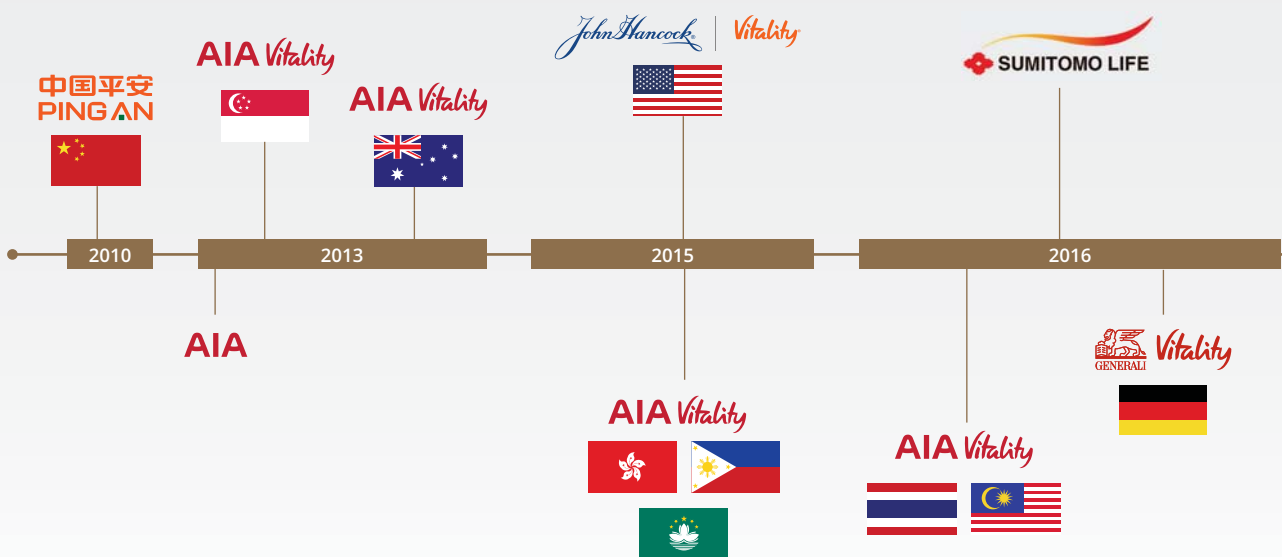 中国平安
PING AN
AIA Vitality
AIA Vitality
John Hancock® | Vitality®
SUMITOMO LIFE
2010
2013
2015
2016
AIA
AIA Vitality
AIA Vitality
GENERALI Vitality